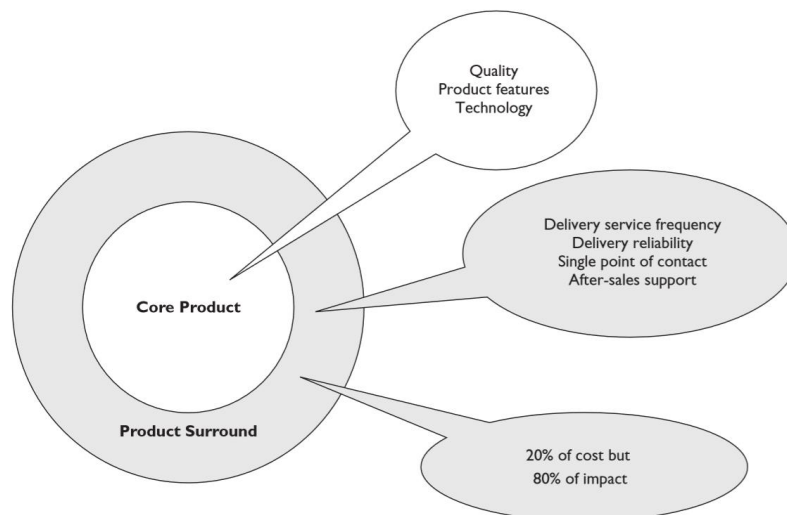 Quality
Product features
Technology
Delivery service frequency
Delivery reliability
Single point of contact
After-sales support
Core Product
Product Surround
20% of cost but
80% of impact